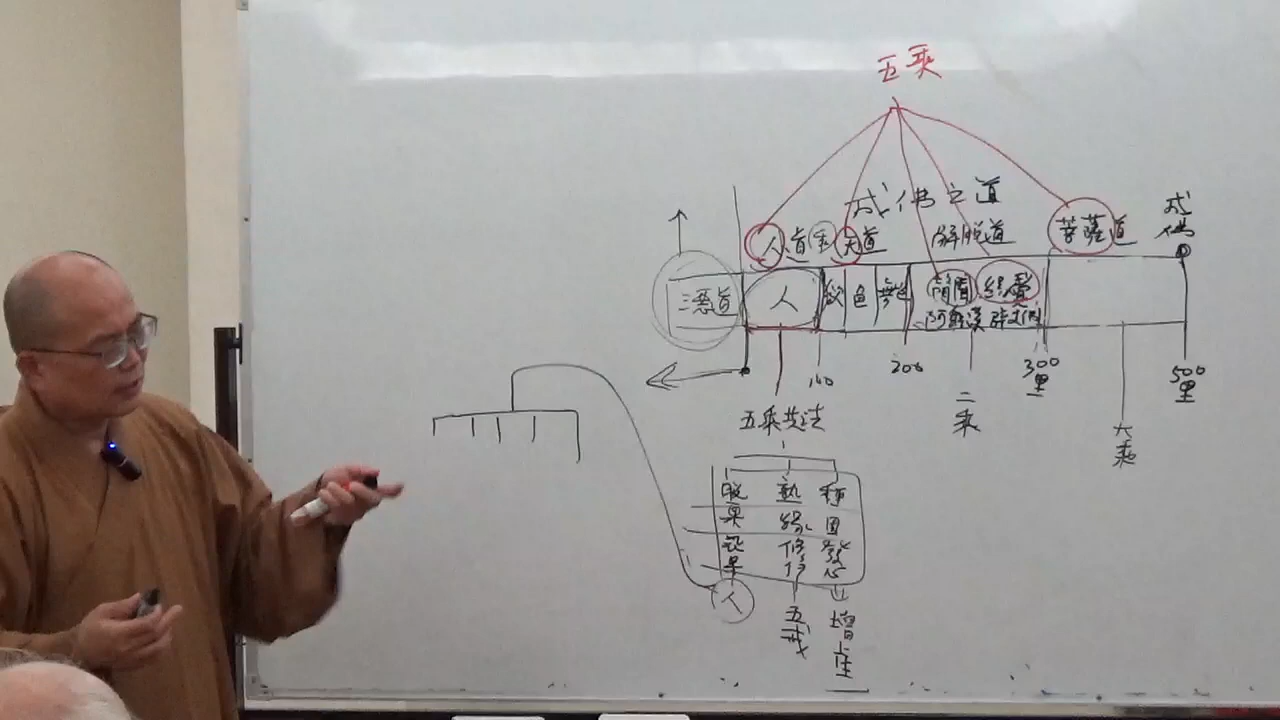 五乘
成佛之道
成佛
人道(乘)天道
解脫道
菩薩道
三惡道
人
欲
色
無色
聲聞
緣覺
阿羅漢
辟支佛
100
200
300里
500里
二乘
大乘
五乘共法
脫 熟 種
果 緣 因
證果 修行 發心
人
五戒
增上生